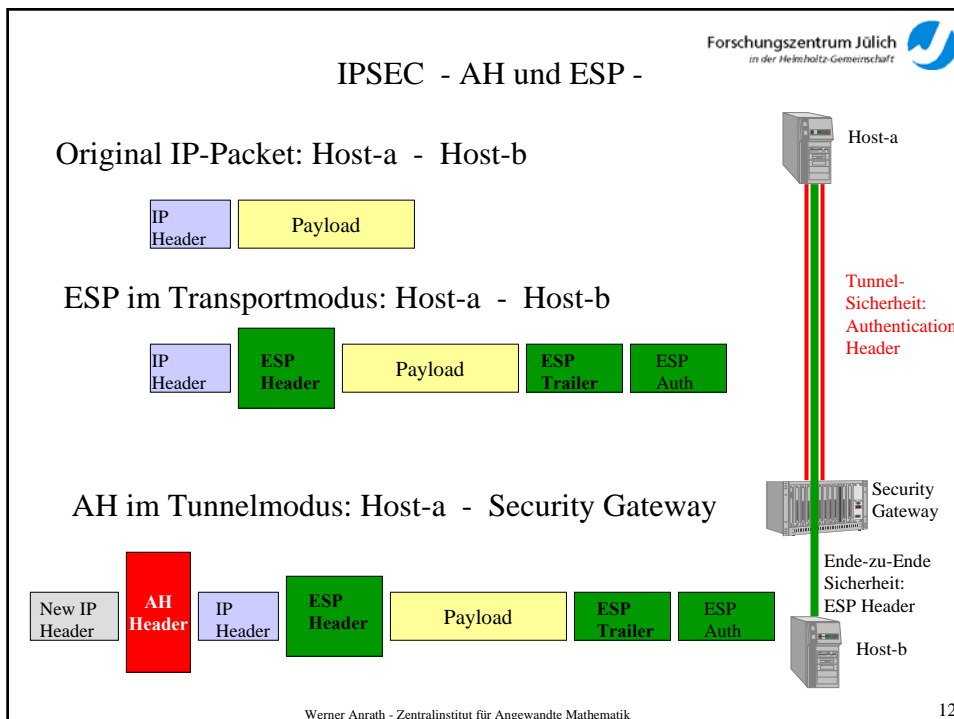 Forschungszentrum Jülich
in der Helmholtz-Gemeinschaft
IPSEC - AH und ESP -
Host-a
Original IP-Packet: Host-a - Host-b
IP
Header
Payload
Tunnel-
Sicherheit:
Authentication
Header
ESP im Transportmodus: Host-a - Host-b
IP
Header
ESP
Header
Payload
ESP
Trailer
ESP
Auth
Security
Gateway
AH im Tunnelmodus: Host-a - Security Gateway
Ende-zu-Ende
Sicherheit:
ESP Header
New IP
Header
AH
Header
IP
Header
ESP
Header
Payload
ESP
Trailer
ESP
Auth
Host-b
Werner Anrath - Zentralinstitut für Angewandte Mathematik
12